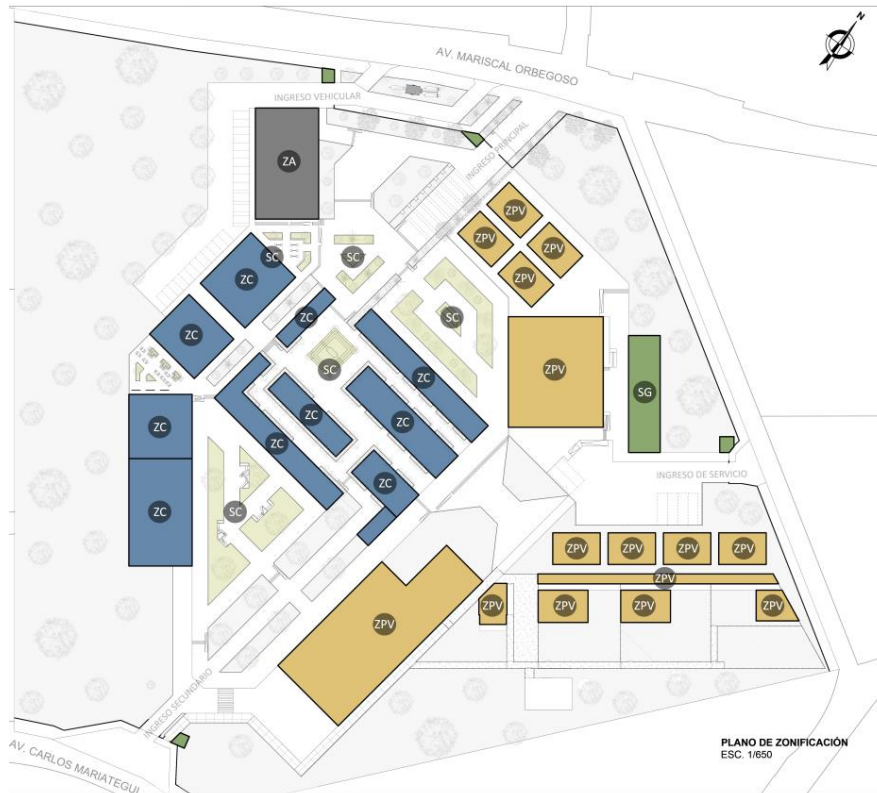 N
AV. MARISCAL ORBEGOSO
INGRESO VEHICULAR
INGRESO PRINCIPAL
ZA
ZPV
ZPV
ZPV
ZPV
SC
SC
ZC
ZC
SC
ZC
SC
ZPV
ZC
SG
ZC
ZC
ZC
ZC
ZC
ZC
SC
INGRESO DE SERVICIO
ZPV
ZPV
ZPV
ZPV
ZPV
ZPV
ZPV
ZPV
ZPV
ZPV
INGRESO SECUNDARIO
AV. CARLOS MARIATEGUI
PLANO DE ZONIFICACIÓN
ESC. 1/650